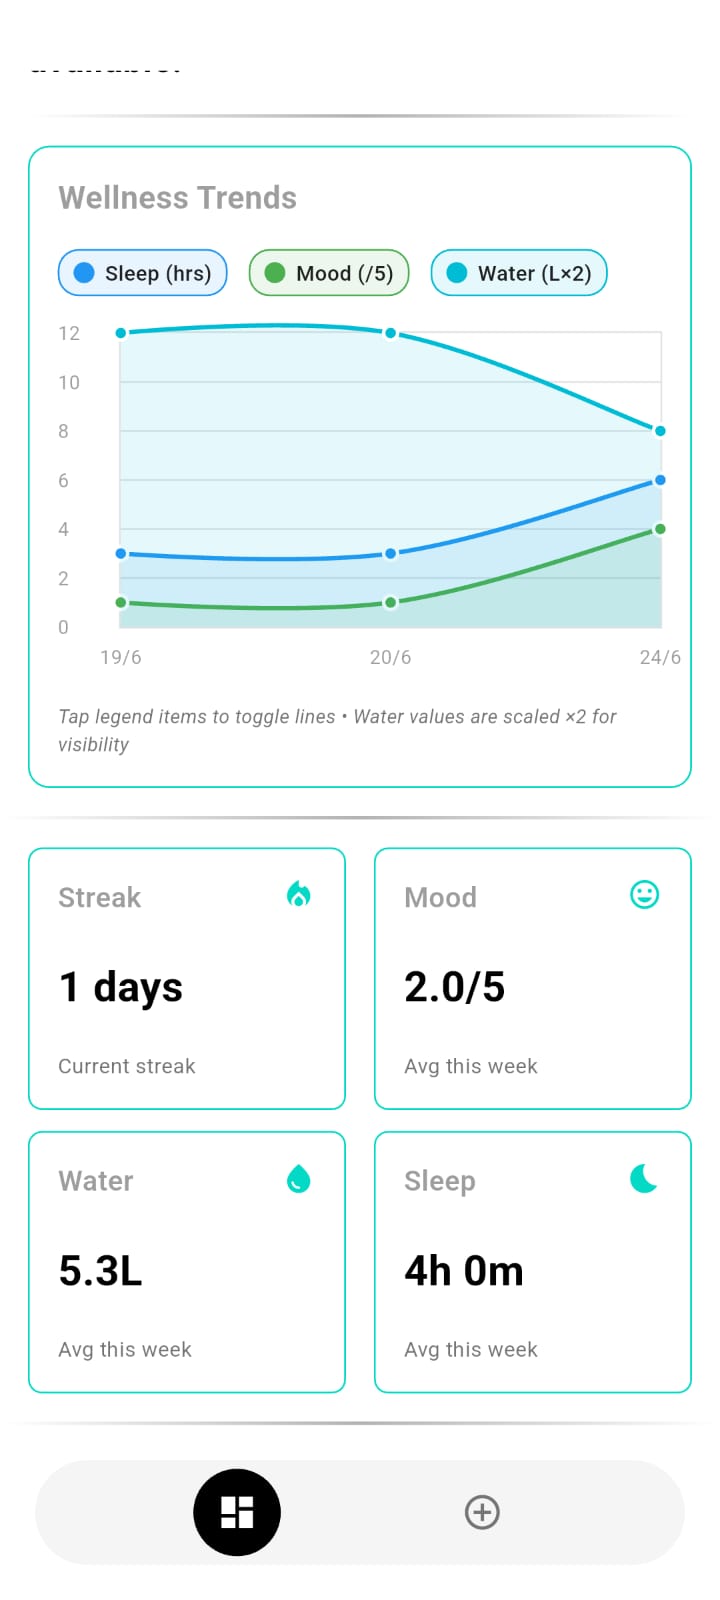 Wellness Trends
Sleep (hrs) Mood (/5) Water (L×2)
12
10
8
6
4
2
0
19/6 20/6 24/6
Tap legend items to toggle lines • Water values are scaled ×2 for
visibility
Streak
1 days
Current streak
Mood
2.0/5
Avg this week
Water
5.3L
Avg this week
Sleep
4h 0m
Avg this week